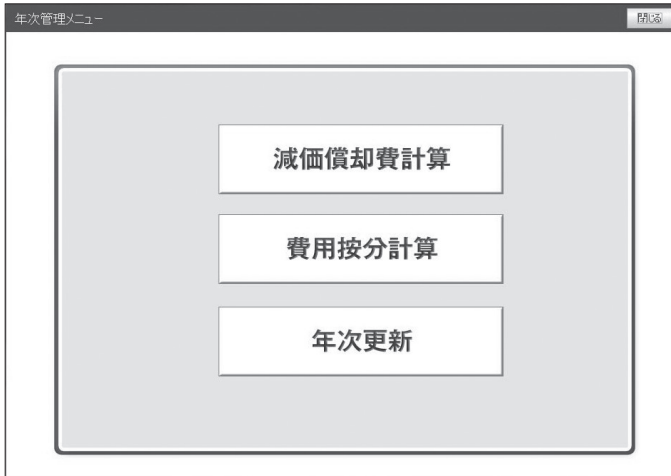 年次管理メニュー
閉じる
減価償却費計算
費用按分計算
年次更新